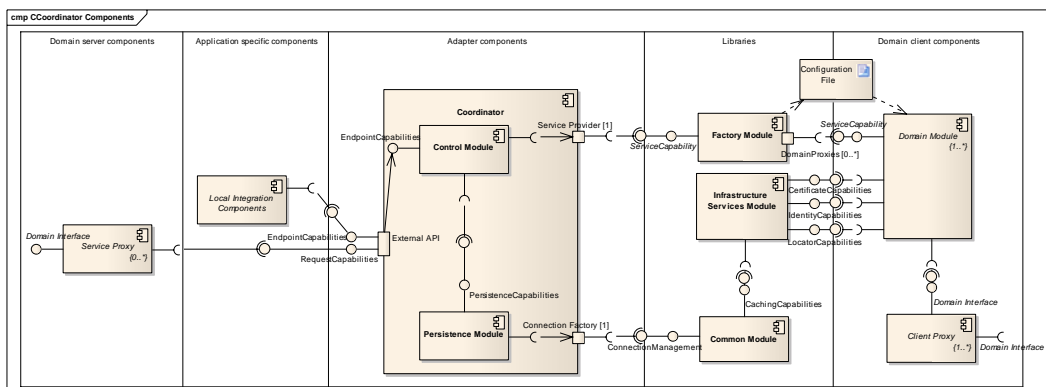 cmp CCoordinator Components
Domain server components
Application specific components
Adapter components
Libraries
Domain client components
Configuration
File
Coordinator
EndpointCapabilities
Control Module
Service Provider [1]
ServiceCapability
Factory Module
ServiceCapability
DomainProxies [0..*]
Domain Module
{1..*}
Local Integration
Components
Infrastructure
Services Module
CertificateCapabilities
IdentityCapabilities
LocatorCapabilities
Domain Interface
Service Proxy
{0..*}
EndpointCapabilities
External API
RequestCapabilities
PersistenceCapabilities
CachingCapabilities
Domain Interface
Persistence Module
Connection Factory [1]
ConnectionManagement
Common Module
Client Proxy
{1..*}
Domain Interface